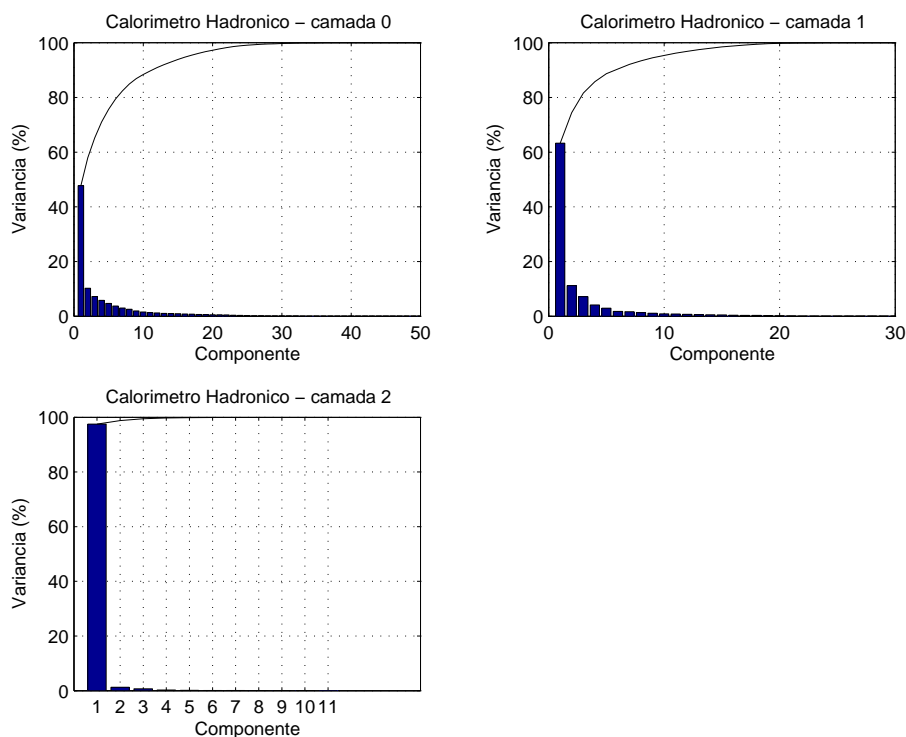 Calorimetro Hadronico – camada 0
100
80
60
40
20
0
Variancia (%)
0 10 20 30 40 50
Componente
Calorimetro Hadronico – camada 1
100
80
60
40
20
0
Variancia (%)
0 10 20 30
Componente
Calorimetro Hadronico – camada 2
100
80
60
40
20
0
Variancia (%)
1 2 3 4 5 6 7 8 9 10 11
Componente